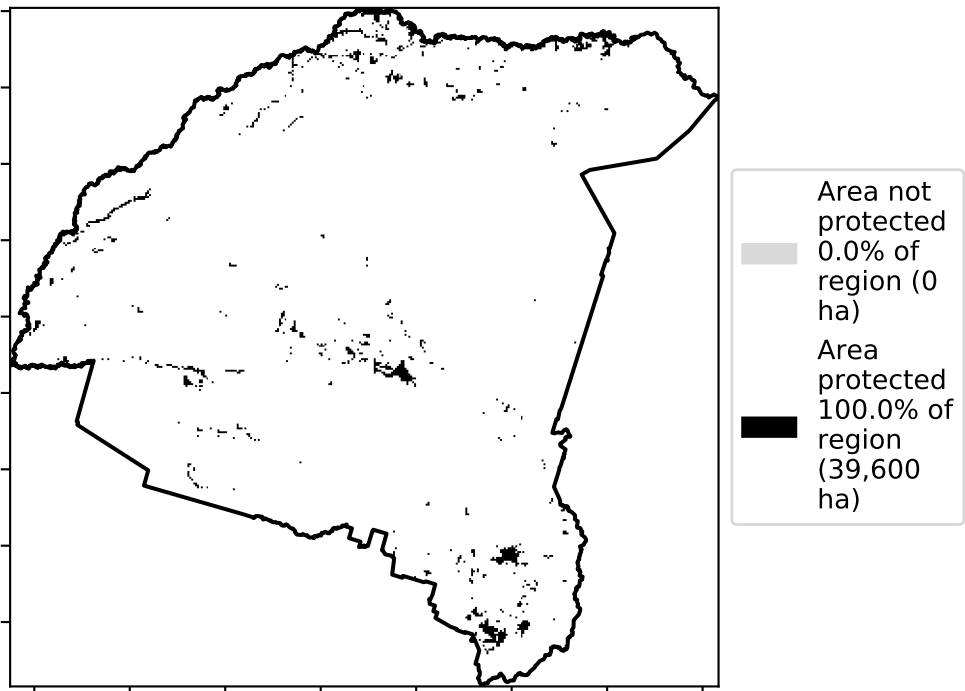 Area not
protected
0.0% of
region (0
ha)
Area
protected
100.0% of
region
(39,600
ha)